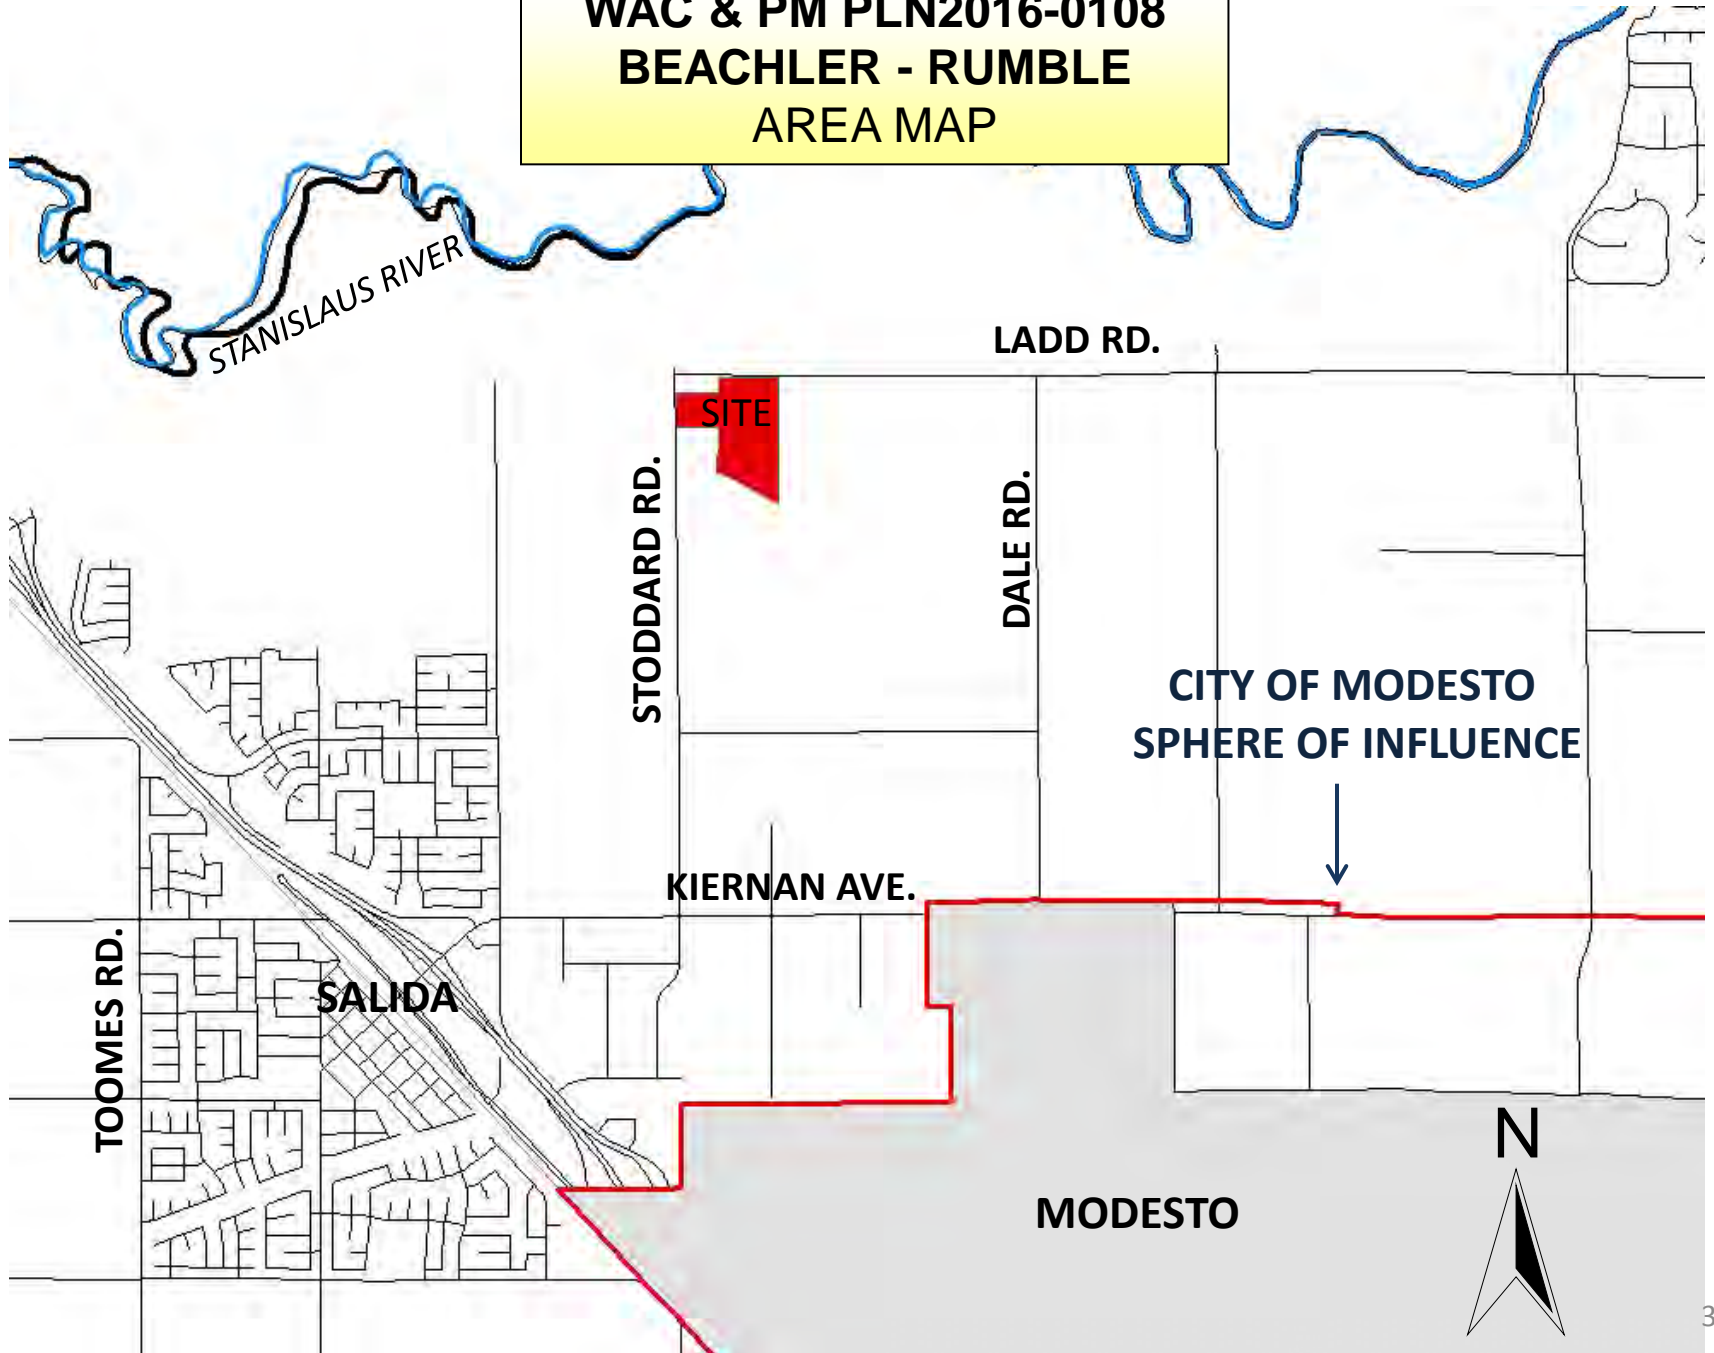 WAC & PM PLN2016-0108
BEACHLER - RUMBLE
AREA MAP
STANISLAUS RIVER
LADD RD.
SITE
STODDARD RD.
DALE RD.
CITY OF MODESTO
SPHERE OF INFLUENCE
KIERNAN AVE.
TOOMES RD.
SALIDA
N
MODESTO
3